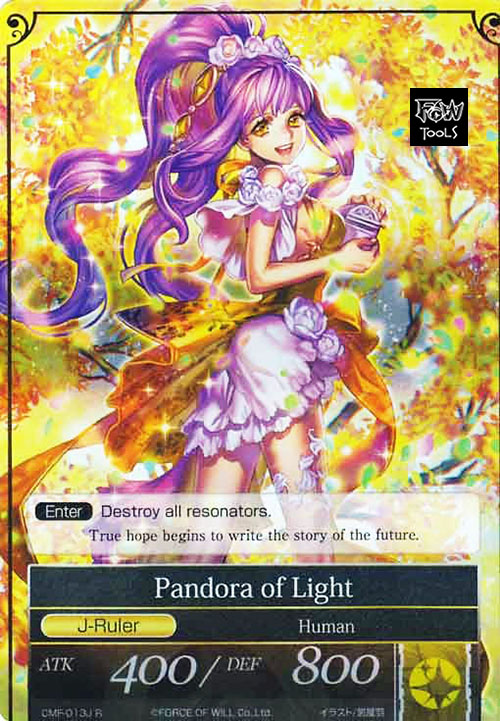 FOW
TOOLS
Enter Destroy all resonators.
True hope begins to write the story of the future.
Pandora of Light
J-Ruler Human
ATK 400/ DEF 800
CMF-013J R ©FORCE OF WILL Co.,Ltd. イラスト/